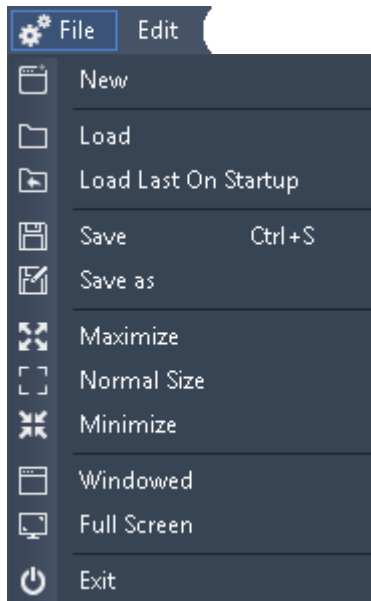 File Edit
New
Load
Load Last On Startup
Save Ctrl+S
Save as
Maximize
Normal Size
Minimize
Windowed
Full Screen
Exit